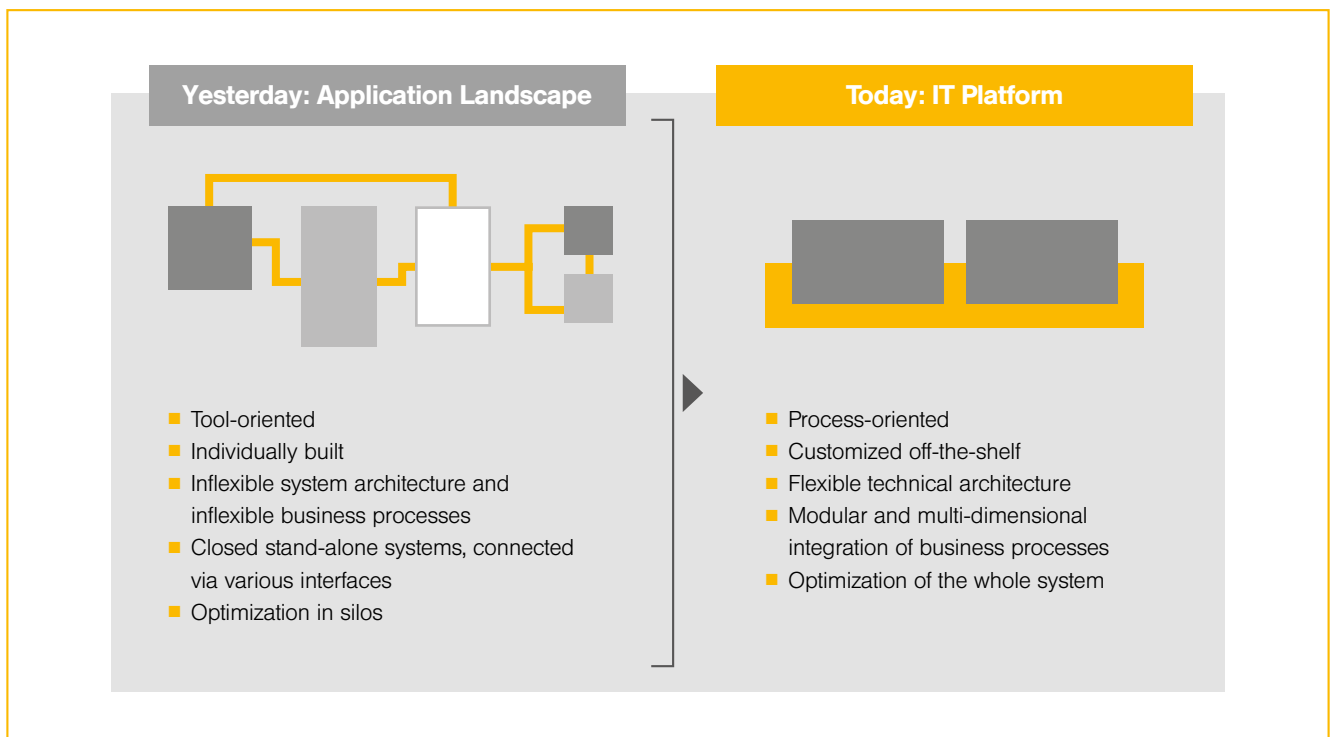 Yesterday: Application Landscape
Tool-oriented
Individually built
Inflexible system architecture and
inflexible business processes
Closed stand-alone systems, connected
via various interfaces
Optimization in silos
Today: IT Platform
Process-oriented
Customized off-the-shelf
Flexible technical architecture
Modular and multi-dimensional
integration of business processes
Optimization of the whole system